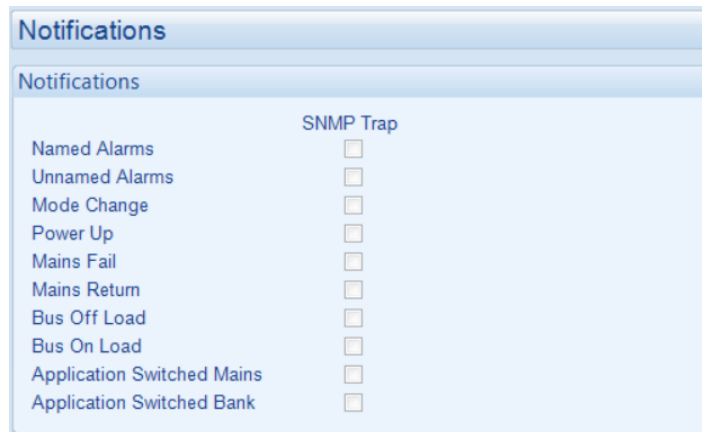 Notifications
Notifications
SNMP Trap
Named Alarms
Unnamed Alarms
Mode Change
Power Up
Mains Fail
Mains Return
Bus Off Load
Bus On Load
Application Switched Mains
Application Switched Bank